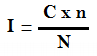 I = C x n
N